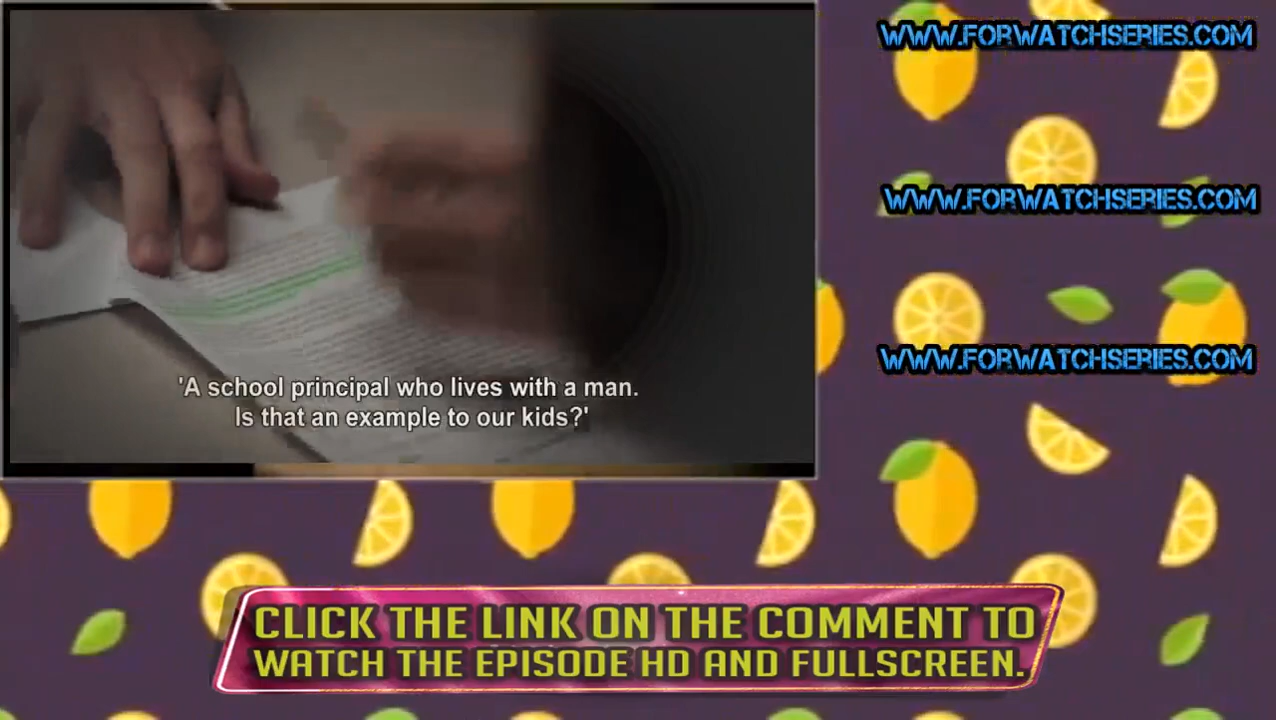 WWW.FORWATCHSERIES.COM
WWW.FORWATCHSERIES.COM
WWW.FORWATCHSERIES.COM
'A school principal who lives with a man.
Is that an example to our kids?'
CLICK THE LINK ON THE COMMENT TO
WATCH THE EPISODE HD AND FULLSCREEN.